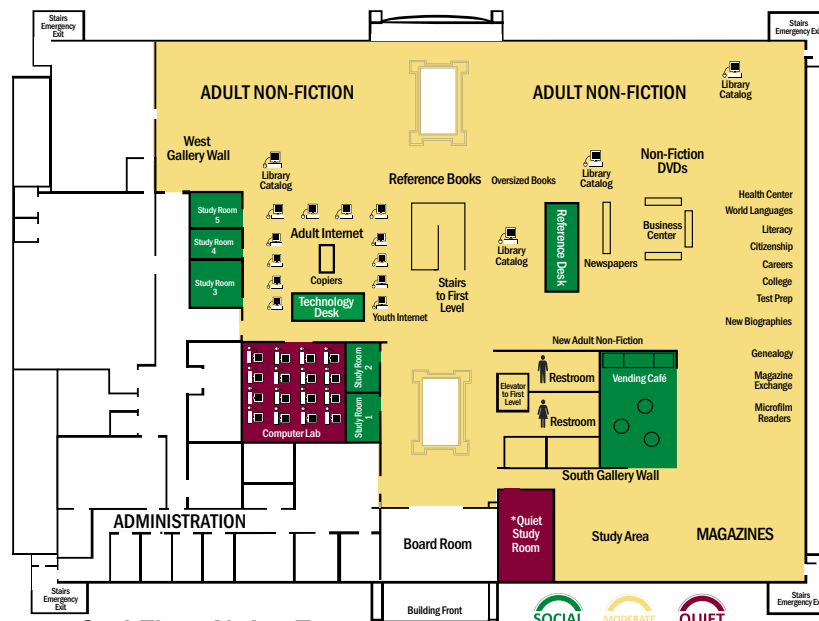 Stairs
Emergency
Exit
Stairs
Emergency Exit
ADULT NON-FICTION
ADULT NON-FICTION
Library
Catalog
West
Gallery Wall
Library
Catalog
Reference Books
Oversized Books
Library
Catalog
Non-Fiction
DVDs
Health Center
World Languages
Literacy
Citizenship
Careers
College
Test Prep
New Biographies
Genealogy
Magazine
Exchange
Microfilm
Readers
Study Room
5
Study Room
4
Study Room
3
Adult Internet
Copiers
Technology
Desk
Youth Internet
Stairs
to First
Level
Library
Catalog
Reference Desk
Newspapers
Business
Center
New Adult Non-Fiction
Study Room
2
Study Room
1
Computer Lab
Elevator
to First
Level
Restroom
Restroom
Vending Café
South Gallery Wall
ADMINISTRATION
Board Room
*Quiet
Study
Room
Study Area
MAGAZINES
Stairs
Emergency
Exit
Building Front
Stairs
Emergency Exit
SOCIAL
MODERATE
QUIET